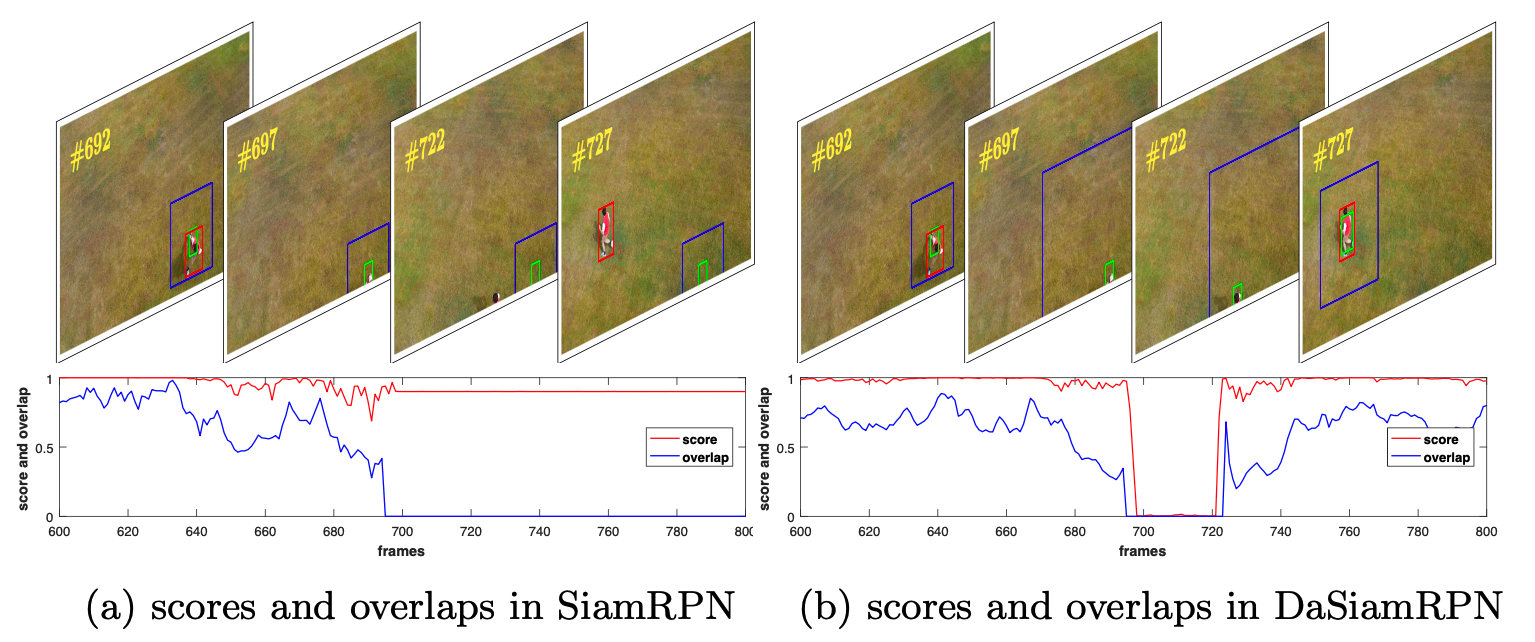 #692 #697 #722 #727
#692 #697 #722 #727
score and overlap
1
0.5
0
score
overlap
600 620 640 660 680 700 720 740 760 780 80
frames
score and overlap
1
0.5
0
score
overlap
600 620 640 660 680 700 720 740 760 780 800
frames
(a) scores and overlaps in SiamRPN
(b) scores and overlaps in DaSiamRPN